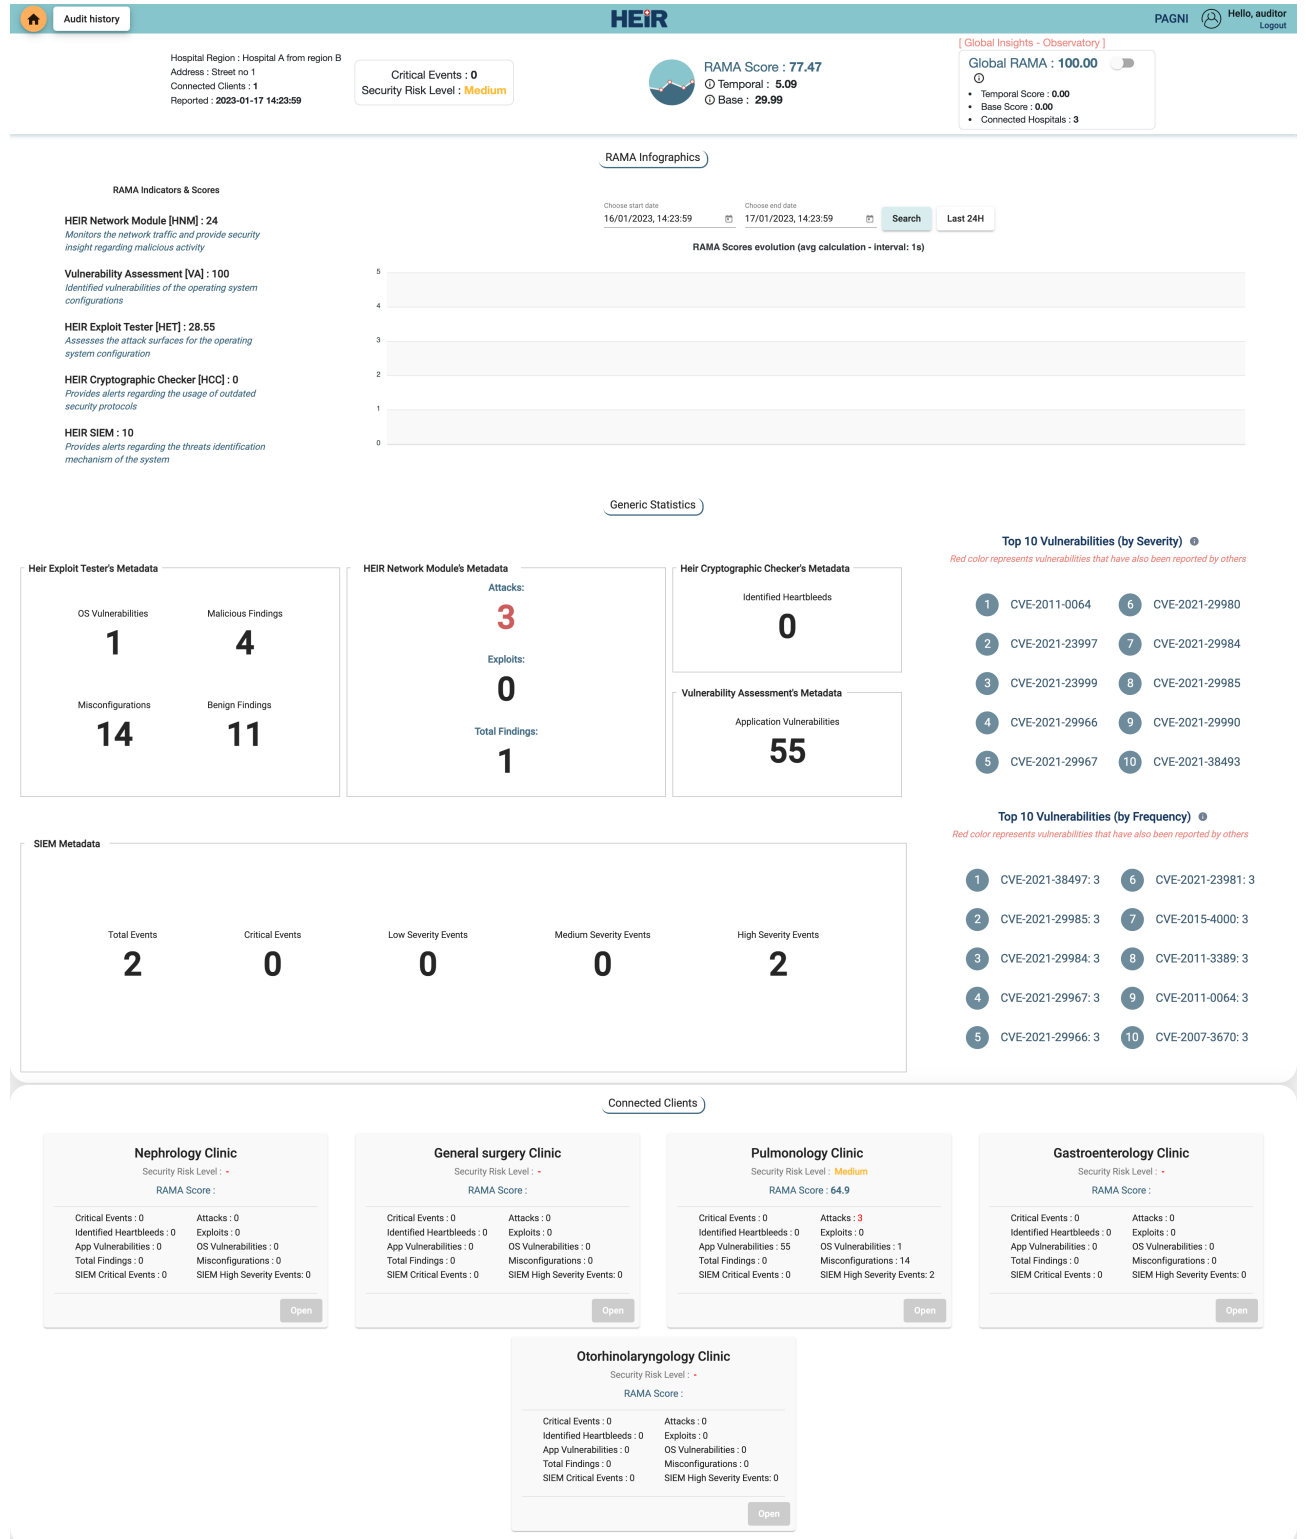 Audit history
HEiR
PAGNI
Hello, auditor
Logout
Hospital Region : Hospital A from region B
Address : Street no 1
Connected Clients : 1
Reported : 2023-01-17 14:23:59
Critical Events : 0
Security Risk Level : Medium
RAMA Score : 77.47
Temporal : 5.09
Base : 29.99
[ Global Insights - Observatory ]
Global RAMA : 100.00
• Temporal Score : 0.00
• Base Score : 0.00
• Connected Hospitals : 3
RAMA Infographics
RAMA Indicators & Scores
HEIR Network Module [HNM] : 24
Monitors the network traffic and provide security
insight regarding malicious activity
Vulnerability Assessment [VA] : 100
Identified vulnerabilities of the operating system
configurations
HEIR Exploit Tester [HET] : 28.55
Assesses the attack surfaces for the operating
system configuration
HEIR Cryptographic Checker [HCC] : 0
Provides alerts regarding the usage of outdated
security protocols
HEIR SIEM : 10
Provides alerts regarding the threats identification
mechanism of the system
Choose start date
16/01/2023, 14:23:59
Choose end date
17/01/2023, 14:23:59
Search
Last 24H
RAMA Scores evolution (avg calculation - interval: 1s)
5
4
3
2
1
0
Generic Statistics
Heir Exploit Tester's Metadata
OS Vulnerabilities
1
Malicious Findings
4
Misconfigurations
14
Benign Findings
11
HEIR Network Module's Metadata
Attacks:
3
Exploits:
0
Total Findings:
1
Heir Cryptographic Checker's Metadata
Identified Heartbleeds
0
Vulnerability Assessment's Metadata
Application Vulnerabilities
55
Top 10 Vulnerabilities (by Severity)
Red color represents vulnerabilities that have also been reported by others
1 CVE-2011-0064
2 CVE-2021-23997
3 CVE-2021-23999
4 CVE-2021-29966
5 CVE-2021-29967
6 CVE-2021-29980
7 CVE-2021-29984
8 CVE-2021-29985
9 CVE-2021-29990
10 CVE-2021-38493
SIEM Metadata
Total Events
2
Critical Events
0
Low Severity Events
0
Medium Severity Events
0
High Severity Events
2
Top 10 Vulnerabilities (by Frequency)
Red color represents vulnerabilities that have also been reported by others
1 CVE-2021-38497: 3
2 CVE-2021-29985: 3
3 CVE-2021-29984: 3
4 CVE-2021-29967: 3
5 CVE-2021-29966: 3
6 CVE-2021-23981: 3
7 CVE-2015-4000: 3
8 CVE-2011-3389: 3
9 CVE-2011-0064: 3
10 CVE-2007-3670: 3
Connected Clients
Nephrology Clinic
Security Risk Level : -
RAMA Score :
Critical Events : 0 Attacks : 0
Identified Heartbleeds : 0 Exploits : 0
App Vulnerabilities : 0 OS Vulnerabilities : 0
Total Findings : 0 Misconfigurations : 0
SIEM Critical Events : 0 SIEM High Severity Events: 0
Open
General surgery Clinic
Security Risk Level : -
RAMA Score :
Critical Events : 0 Attacks : 0
Identified Heartbleeds : 0 Exploits : 0
App Vulnerabilities : 0 OS Vulnerabilities : 0
Total Findings : 0 Misconfigurations : 0
SIEM Critical Events : 0 SIEM High Severity Events: 0
Open
Pulmonology Clinic
Security Risk Level : Medium
RAMA Score : 64.9
Critical Events : 0 Attacks : 3
Identified Heartbleeds : 0 Exploits : 0
App Vulnerabilities : 55 OS Vulnerabilities : 1
Total Findings : 0 Misconfigurations : 14
SIEM Critical Events : 0 SIEM High Severity Events: 2
Open
Gastroenterology Clinic
Security Risk Level : -
RAMA Score :
Critical Events : 0 Attacks : 0
Identified Heartbleeds : 0 Exploits : 0
App Vulnerabilities : 0 OS Vulnerabilities : 0
Total Findings : 0 Misconfigurations : 0
SIEM Critical Events : 0 SIEM High Severity Events: 0
Open
Otorhinolaryngology Clinic
Security Risk Level : -
RAMA Score :
Critical Events : 0 Attacks : 0
Identified Heartbleeds : 0 Exploits : 0
App Vulnerabilities : 0 OS Vulnerabilities : 0
Total Findings : 0 Misconfigurations : 0
SIEM Critical Events : 0 SIEM High Severity Events: 0
Open